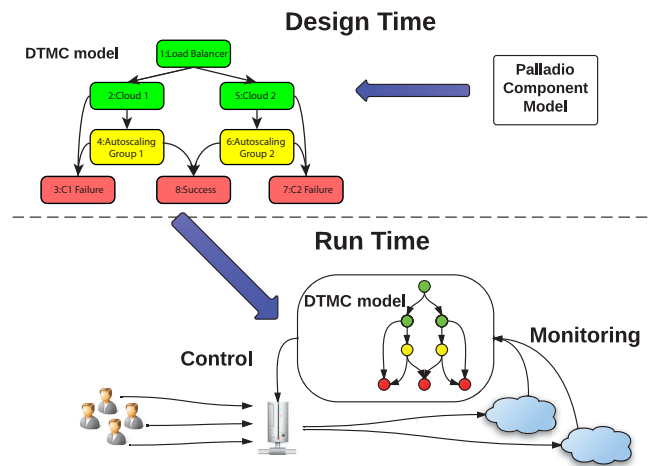 Design Time
DTMC model
1:Load Balancer
2:Cloud 1
5:Cloud 2
Palladio
Component
Model
4:Autoscaling
Group 1
6:Autoscaling
Group 2
3:C1 Failure
8:Success
7:C2 Failure
Run Time
DTMC model
Monitoring
Control